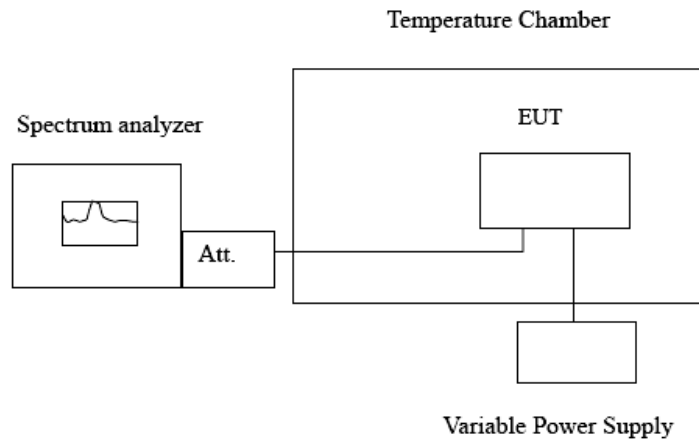 Temperature Chamber
Spectrum analyzer
EUT
Att.
Variable Power Supply